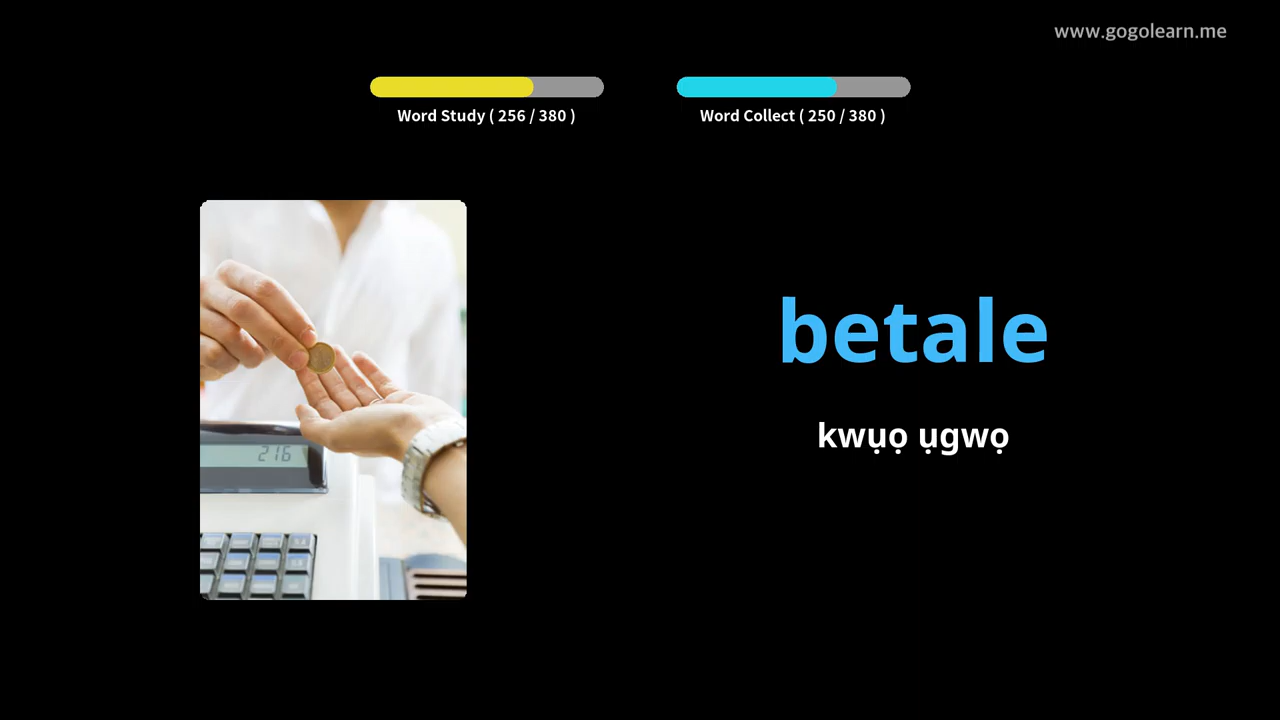 www.gogolearn.me
Word Study ( 256 / 380 )
Word Collect ( 250 / 380 )
betale
kwụọ ụgwọ
216